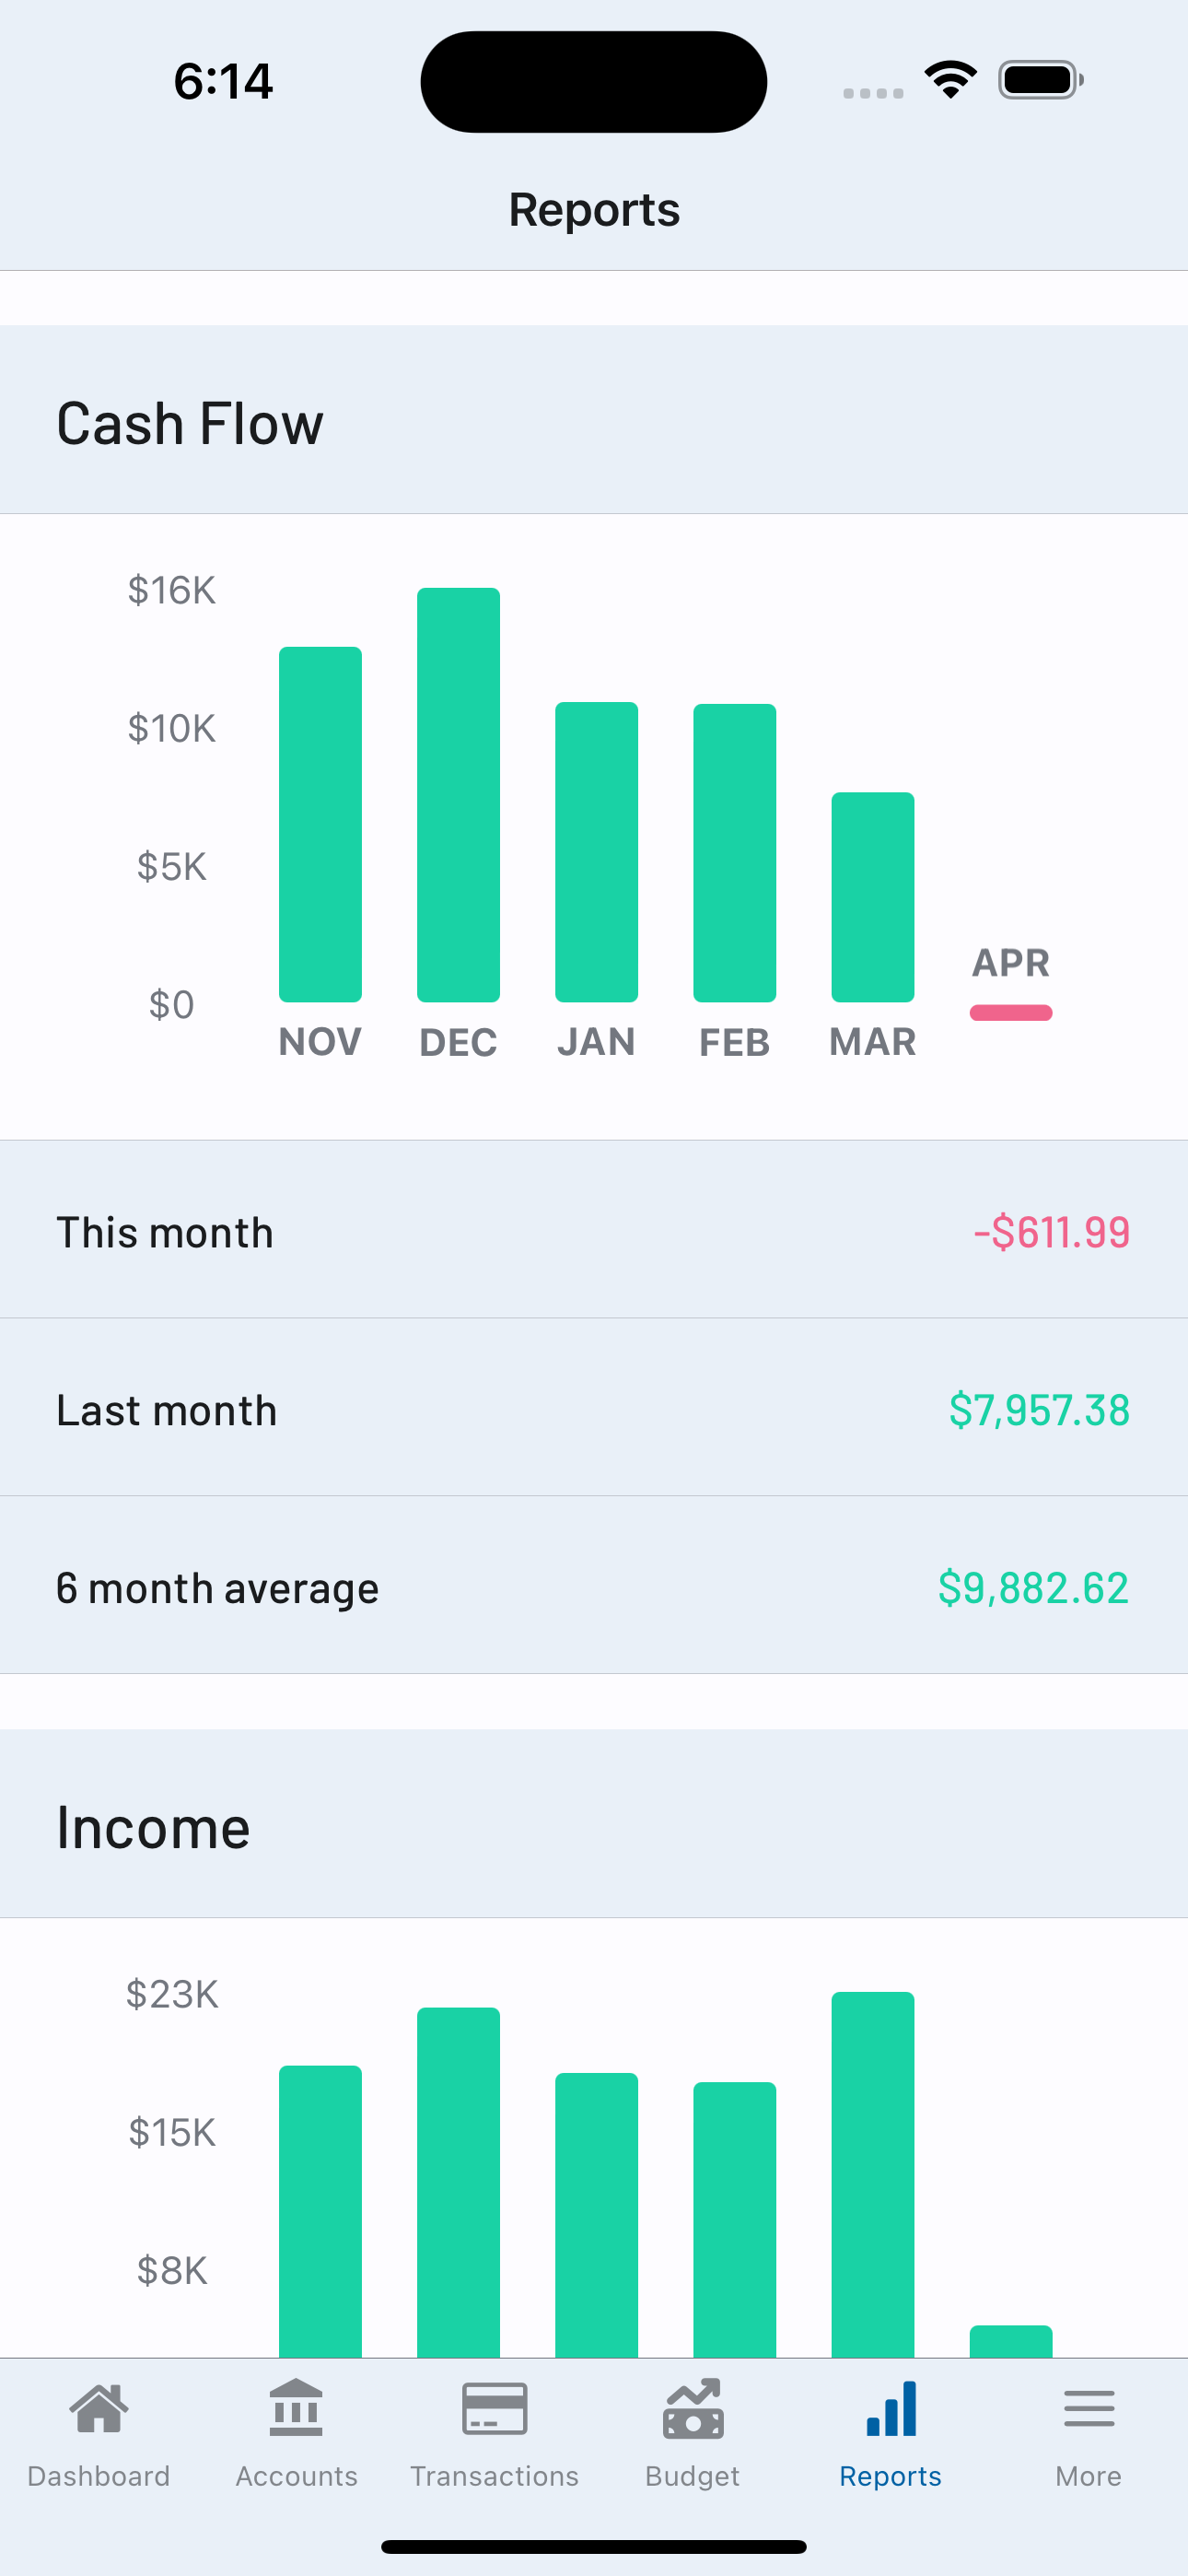 6:14
Reports
Cash Flow
$16K
$10K
$5K
$0
NOV DEC JAN FEB MAR APR
This month -$611.99
Last month $7,957.38
6 month average $9,882.62
Income
$23K
$15K
$8K
Dashboard Accounts Transactions Budget Reports More